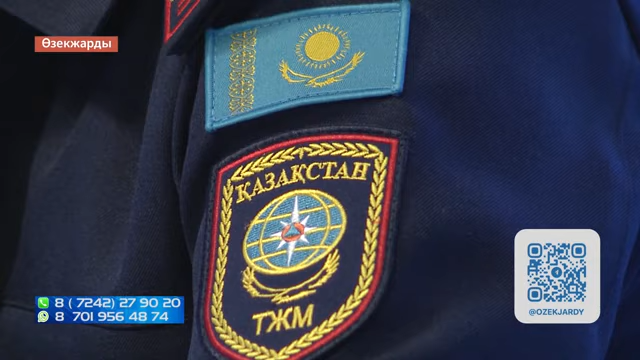 Өзекжарды
ҚАЗАҚСТАН
ТЖМ
8 ( 7242) 27 90 20
8 701 956 48 74
@OZEKJARDY